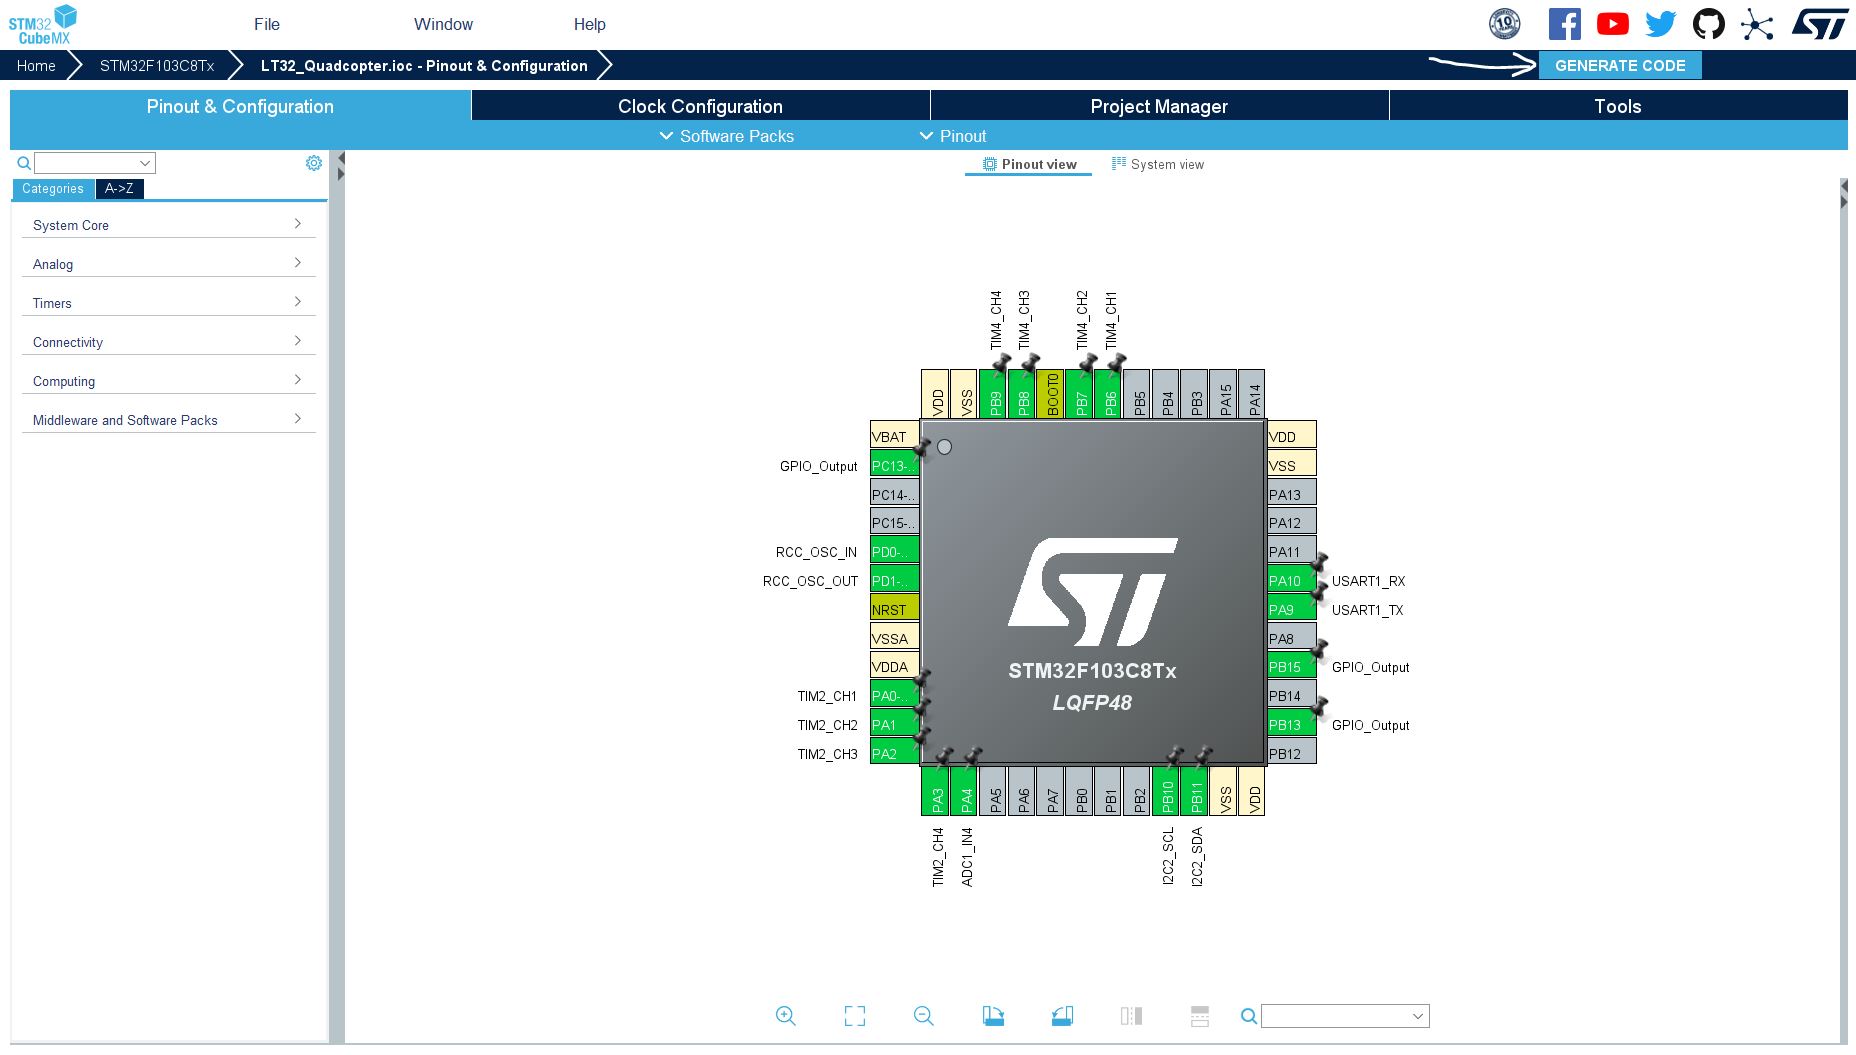 STM32
CubeMX
File
Window
Help
10
Home
STM32F103C8Tx
LT32_Quadcopter.ioc - Pinout & Configuration
GENERATE CODE
Pinout & Configuration
Clock Configuration
Project Manager
Tools
Software Packs
Pinout
Pinout view
System view
Categories
A->Z
System Core
Analog
Timers
Connectivity
Computing
Middleware and Software Packs
TIM4_CH4
TIM4_CH3
TIM4_CH2
TIM4_CH1
VDD
VSS
PB9
PB8
BOOT0
PB7
PB6
PB5
PB4
PB3
PA15
PA14
VBAT
GPIO_Output
PC13-..
PC14-..
PC15-..
RCC_OSC_IN
PD0-..
RCC_OSC_OUT
PD1-..
NRST
VSSA
VDDA
TIM2_CH1
PA0-..
TIM2_CH2
PA1
TIM2_CH3
PA2
ST
STM32F103C8Tx
LQFP48
VDD
VSS
PA13
PA12
PA11
PA10
USART1_RX
PA9
USART1_TX
PA8
PB15
GPIO_Output
PB14
PB13
GPIO_Output
PB12
PA3
PA4
PA5
PA6
PA7
PB0
PB1
PB2
PB10
PB11
VSS
VDD
TIM2_CH4
ADC1_IN4
I2C2_SCL
I2C2_SDA